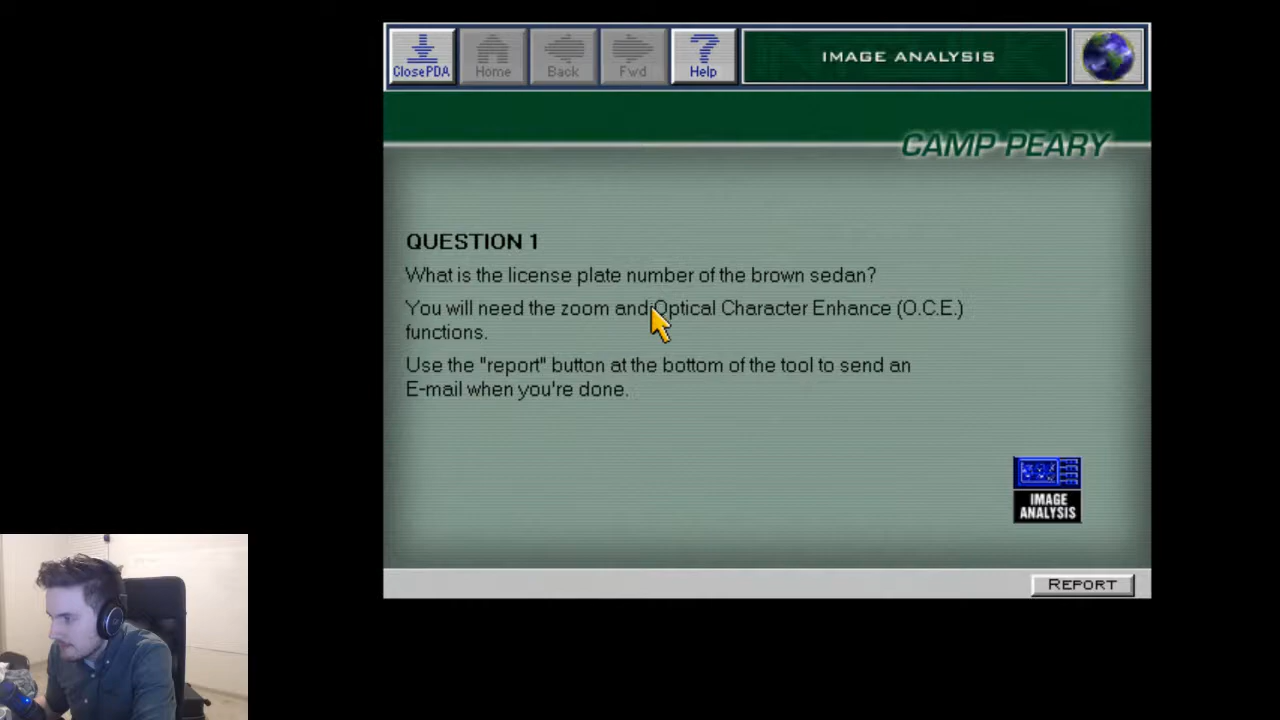 ClosePDA
Home
Back
Fwd
Help
IMAGE ANALYSIS
CAMP PEARY
QUESTION 1
What is the license plate number of the brown sedan?
You will need the zoom and Optical Character Enhance (O.C.E.)
functions.
Use the "report" button at the bottom of the tool to send an
E-mail when you're done.
IMAGE
ANALYSIS
REPORT